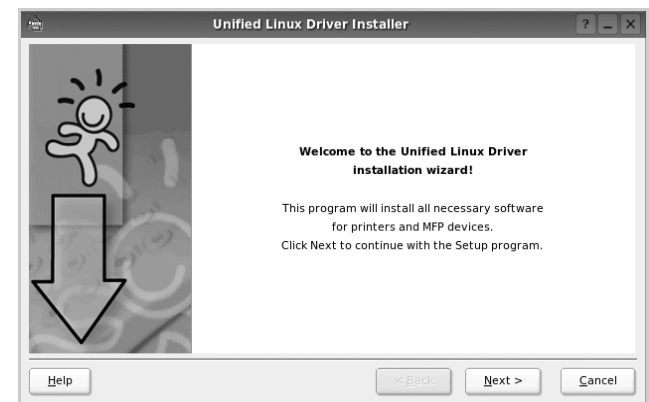 Unified Linux Driver Installer
Welcome to the Unified Linux Driver
installation wizard!
This program will install all necessary software
for printers and MFP devices.
Click Next to continue with the Setup program.
Help
< Back
Next >
Cancel